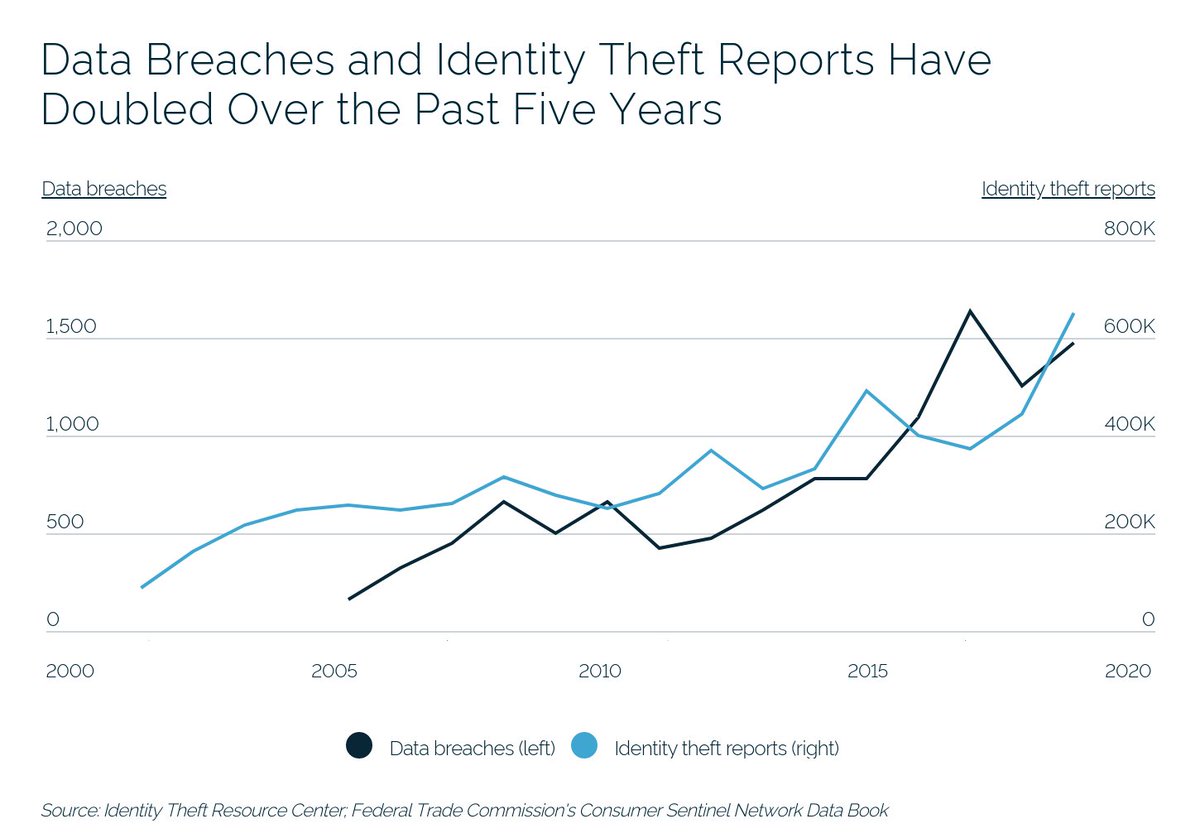 Data Breaches and Identity Theft Reports Have
Doubled Over the Past Five Years
Data breaches
Identity theft reports
2,000
800K
1,500
600K
1,000
400K
500
200K
0
0
2000
2005
2010
2015
2020
Data breaches (left)
Identity theft reports (right)
Source: Identity Theft Resource Center; Federal Trade Commission's Consumer Sentinel Network Data Book